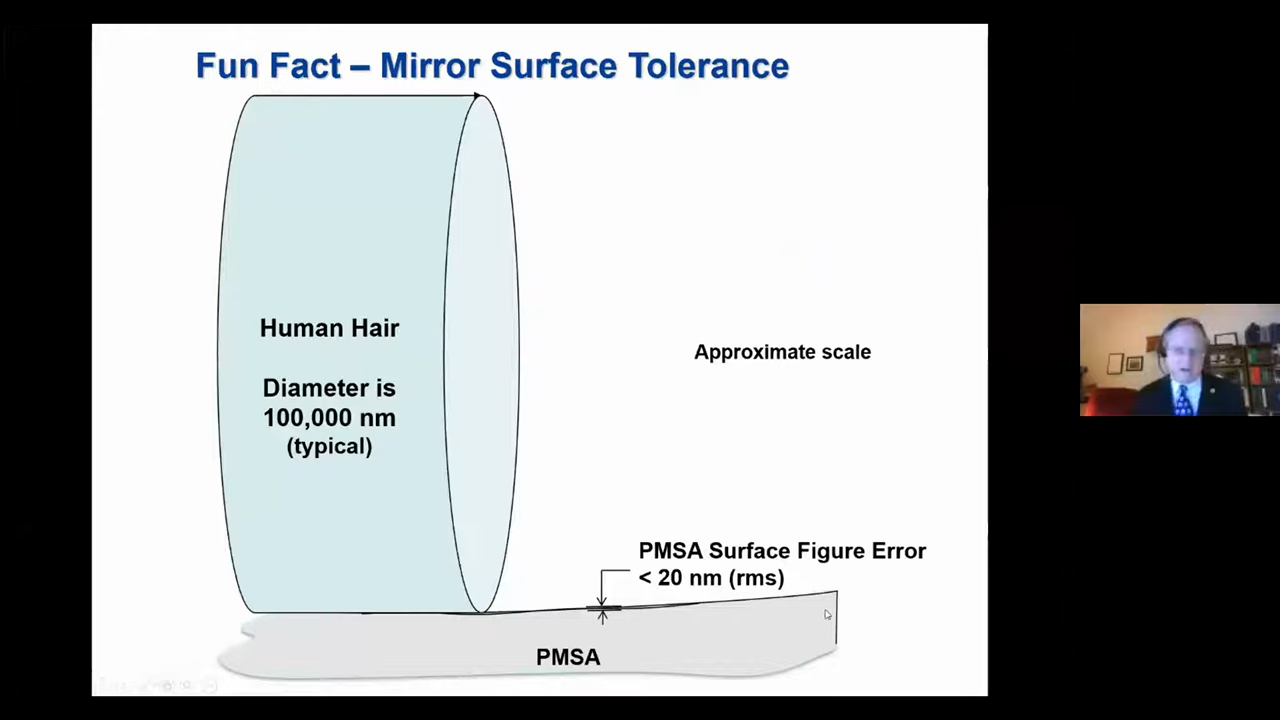 Fun Fact – Mirror Surface Tolerance
Human Hair
Diameter is
100,000 nm
(typical)
Approximate scale
PMSA Surface Figure Error
< 20 nm (rms)
PMSA